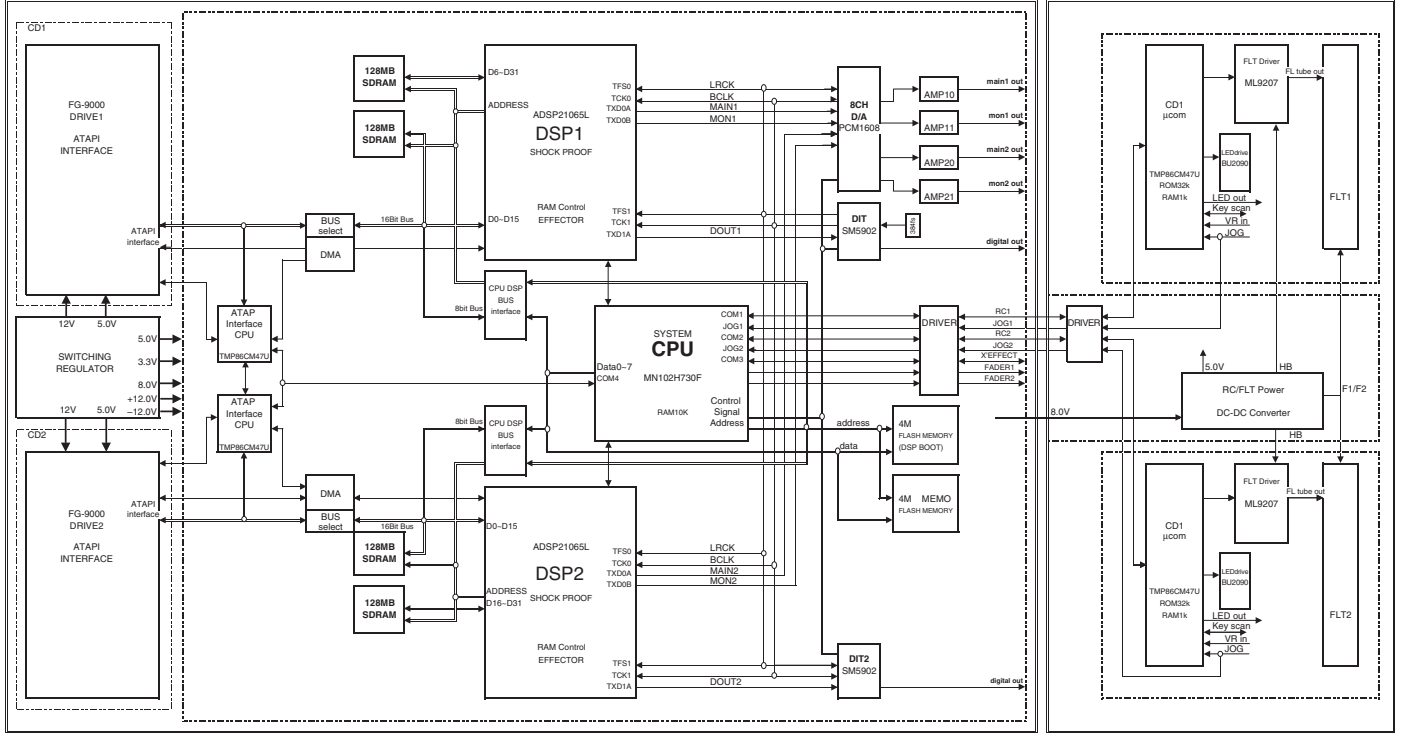 CD1
FG-9000
DRIVE1
ATAPI
INTERFACE
ATAPI
interface
12V 5.0V
SWITCHING
REGULATOR
5.0V
3.3V
8.0V
+12.0V
–12.0V
12V 5.0V
CD2
FG-9000
DRIVE2
ATAPI
INTERFACE
ATAPI
interface
ATAP
Interface
CPU
TMP86CM47U
ATAP
Interface
CPU
TMP86CM47U
128MB
SDRAM
128MB
SDRAM
BUS
select
DMA
16Bit Bus
8bit Bus
CPU DSP
BUS
interface
8bit Bus
CPU DSP
BUS
interface
DMA
BUS
select
16Bit Bus
128MB
SDRAM
128MB
SDRAM
D6~D31
ADDRESS
ADSP21065L
DSP1
SHOCK PROOF
RAM Control
EFFECTOR
D0~D15
TFS0
TCK0
TXD0A
TXD0B
TFS1
TCK1
TXD1A
LRCK
BCLK
MAIN1
MON1
DOUT1
8CH
D/A
PCM1608
AMP10
AMP11
AMP20
AMP21
main1 out
mon1 out
main2 out
mon2 out
DIT
SM5902
384fs
digital out
SYSTEM
CPU
MN102H730F
RAM10K
Data0~7
COM4
COM1
JOG1
COM2
JOG2
COM3
Control
Signal
Address
DRIVER
RC1
JOG1
RC2
JOG2
X'EFFECT
FADER1
FADER2
DRIVER
address
data
4M
FLASH MEMORY
(DSP BOOT)
4M MEMO
FLASH MEMORY
D0~D15
ADSP21065L
DSP2
SHOCK PROOF
ADDRESS
D16~D31
RAM Control
EFFECTOR
TFS0
TCK0
TXD0A
TXD0B
TFS1
TCK1
TXD1A
LRCK
BCLK
MAIN2
MON2
DOUT2
DIT2
SM5902
digital out
CD1
μcom
TMP86CM47U
ROM32k
RAM1k
FLT Driver
ML9207
FL tube out
LEDdrive
BU2090
LED out
Key scan
VR in
JOG
FLT1
5.0V
HB
F1/F2
8.0V
RC/FLT Power
DC-DC Converter
HB
CD1
μcom
TMP86CM47U
ROM32k
RAM1k
FLT Driver
ML9207
FL tube out
LEDdrive
BU2090
LED out
Key scan
VR in
JOG
FLT2